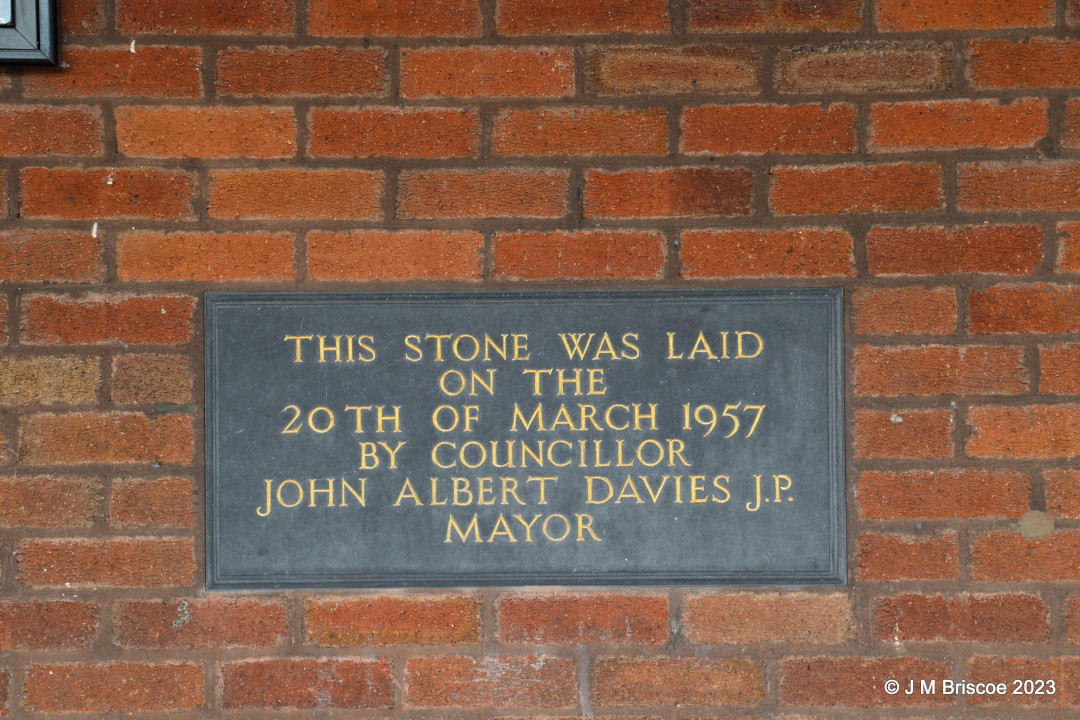 THIS STONE WAS LAID
ON THE
20TH OF MARCH 1957
BY COUNCILLOR
JOHN ALBERT DAVIES J.P.
MAYOR
© J M Briscoe 2023